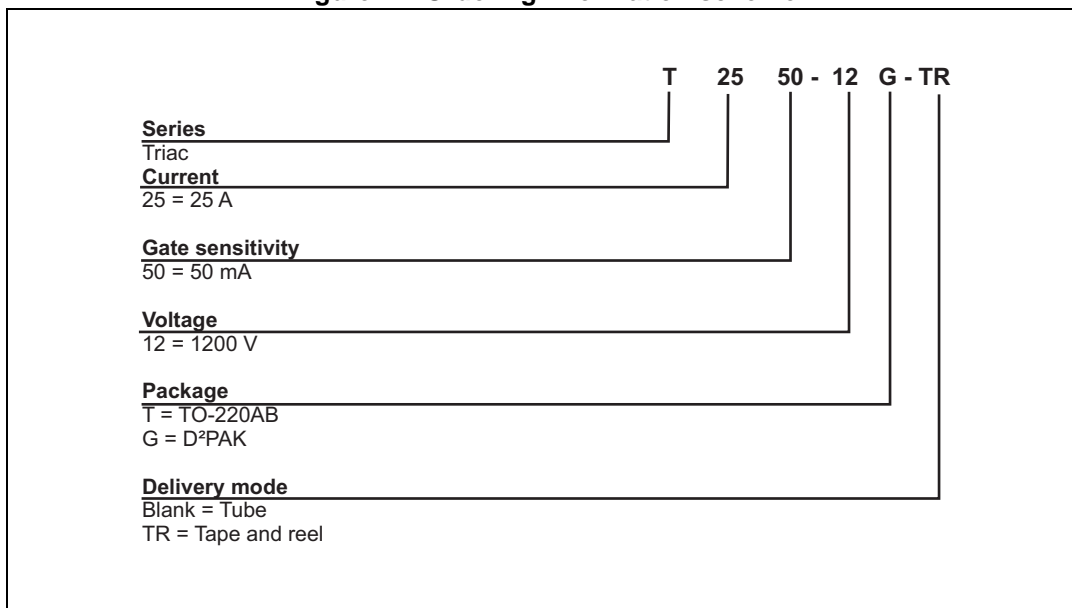 T 25 50 - 12 G - TR
Series
Triac
Current
25 = 25 A
Gate sensitivity
50 = 50 mA
Voltage
12 = 1200 V
Package
T = TO-220AB
G = D²PAK
Delivery mode
Blank = Tube
TR = Tape and reel